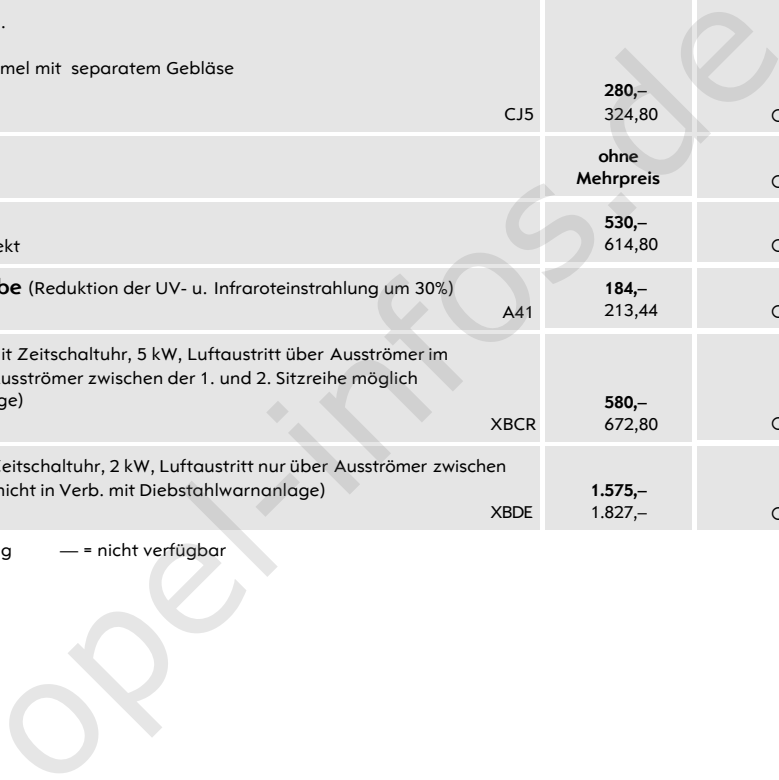 .
mel mit separatem Gebläse
280,–
CJ5 324,80
ohne
Mehrpreis
530,–
ekt 614,80
be (Reduktion der UV- u. Infraroteinstrahlung um 30%) 184,–
A41 213,44
it Zeitschaltuhr, 5 kW, Luftaustritt über Ausströmer im
usströmer zwischen der 1. und 2. Sitzreihe möglich
ge) 580,–
XBCR 672,80
Zeitschaltuhr, 2 kW, Luftaustritt nur über Ausströmer zwischen
nicht in Verb. mit Diebstahlwarnanlage) 1.575,–
XBDE 1.827,–
g — = nicht verfügbar
opel-infos.de